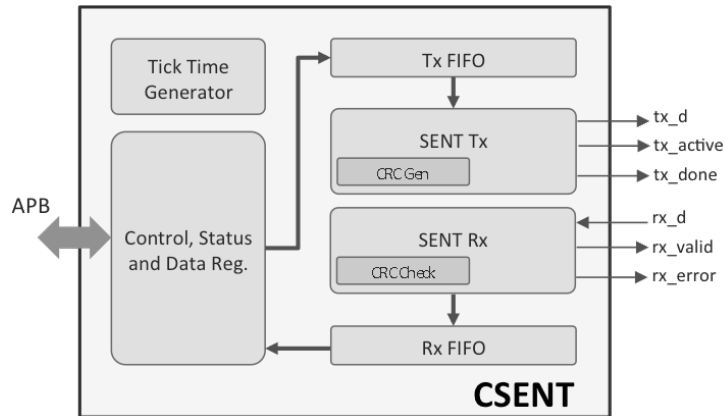 Tick Time
Generator
Tx FIFO
SENT Tx
CRC Gen
tx_d
tx_active
tx_done
APB
Control, Status
and Data Reg.
SENT Rx
CRC Check
rx_d
rx_valid
rx_error
Rx FIFO
CSENT